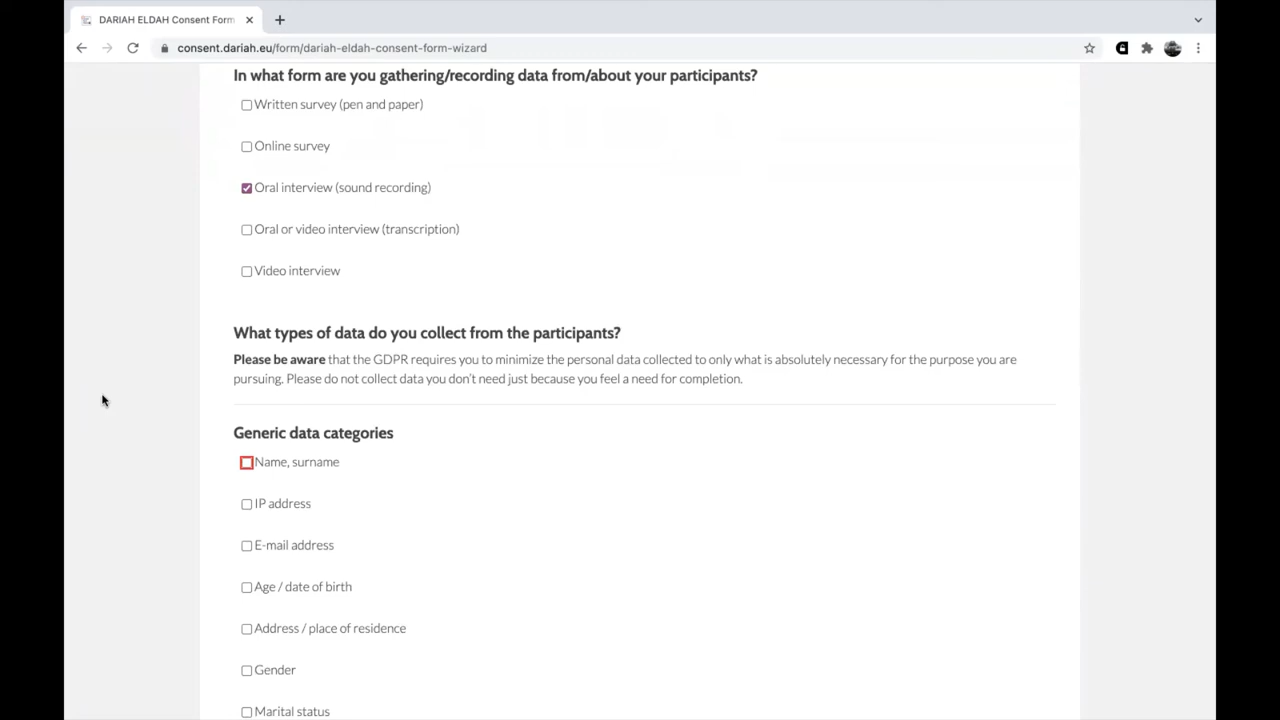 DARIAH ELDAH Consent Form
consent.dariah.eu/form/dariah-eldah-consent-form-wizard
In what form are you gathering/recording data from/about your participants?
Written survey (pen and paper)
Online survey
Oral interview (sound recording)
Oral or video interview (transcription)
Video interview
What types of data do you collect from the participants?
Please be aware that the GDPR requires you to minimize the personal data collected to only what is absolutely necessary for the purpose you are
pursuing. Please do not collect data you don't need just because you feel a need for completion.
Generic data categories
Name, surname
IP address
E-mail address
Age / date of birth
Address / place of residence
Gender
Marital status